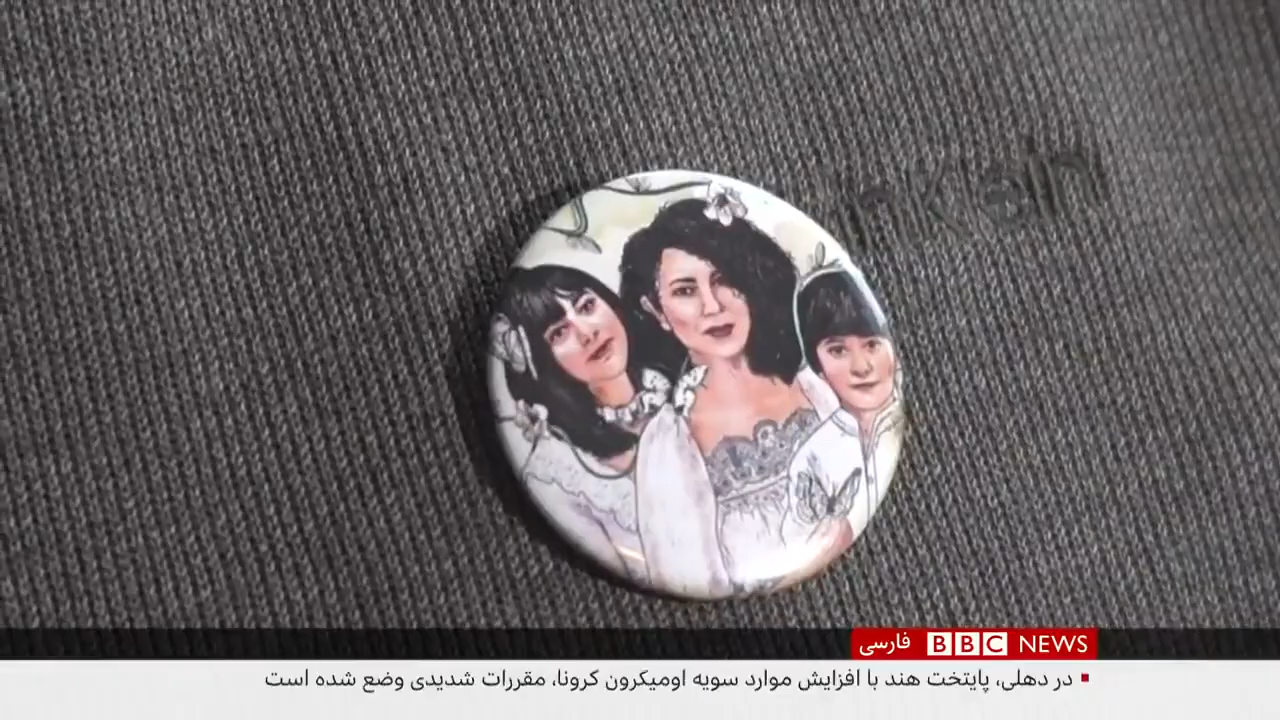 BBC NEWS فارسی
در دهلی، پایتخت هند با افزایش موارد سویه اومیکرون کرونا، مقررات شدیدی وضع شده است